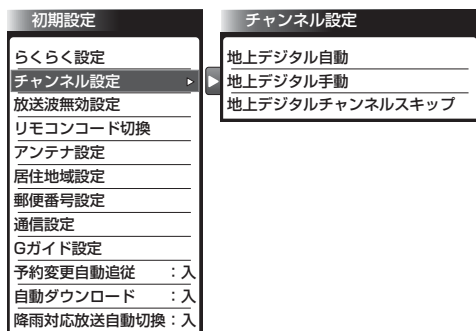 初期設定
らくらく設定
チャンネル設定
放送波無効設定
リモコンコード切換
アンテナ設定
居住地域設定
郵便番号設定
通信設定
Gガイド設定
予約変更自動追従 ：入
自動ダウンロード ：入
降雨対応放送自動切換：入
チャンネル設定
地上デジタル自動
地上デジタル手動
地上デジタルチャンネルスキップ